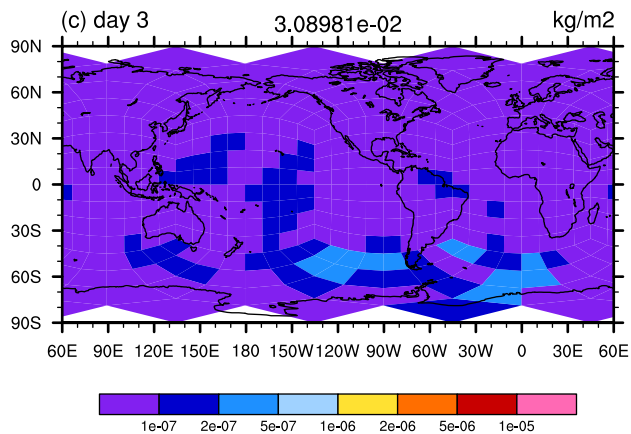 (c) day 3 3.08981e-02 kg/m2
90N
60N
30N
0
30S
60S
90S
60E 90E 120E 150E 180 150W 120W 90W 60W 30W 0 30E 60E
1e-07 2e-07 5e-07 1e-06 2e-06 5e-06 1e-05